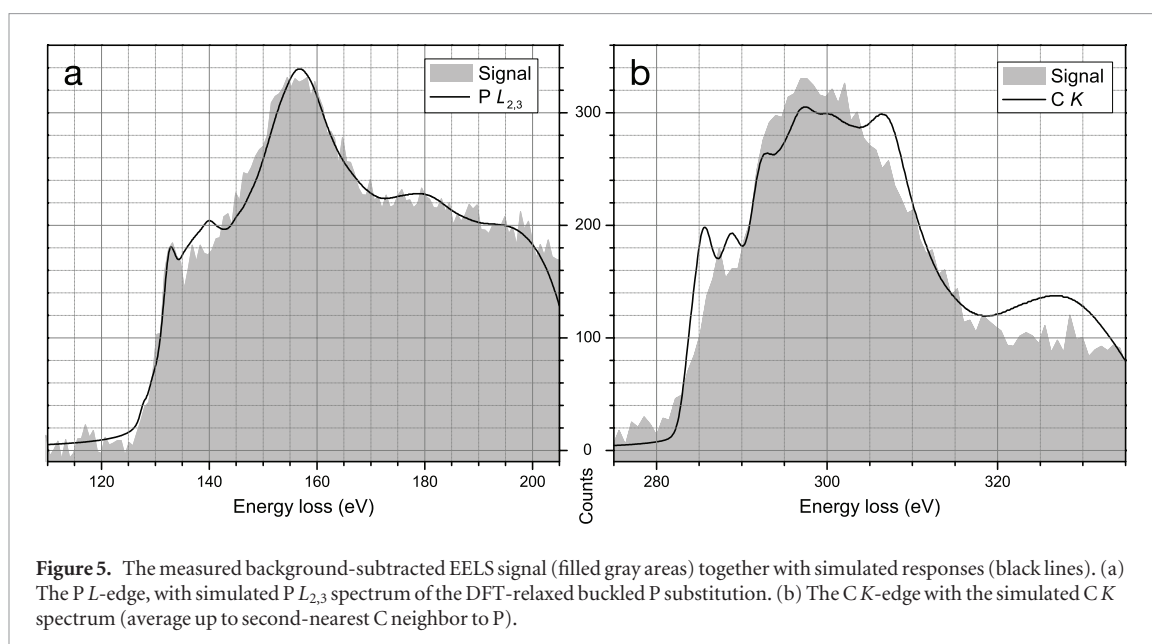 a
Signal
P L2,3
b
Signal
C K
300
200
100
0
120 140 160 180 200
280 300 320
Energy loss (eV)
Counts
Energy loss (eV)
Figure 5. The measured background-subtracted EELS signal (filled gray areas) together with simulated responses (black lines). (a)
The P L-edge, with simulated P L2,3 spectrum of the DFT-relaxed buckled P substitution. (b) The C K-edge with the simulated C K
spectrum (average up to second-nearest C neighbor to P).